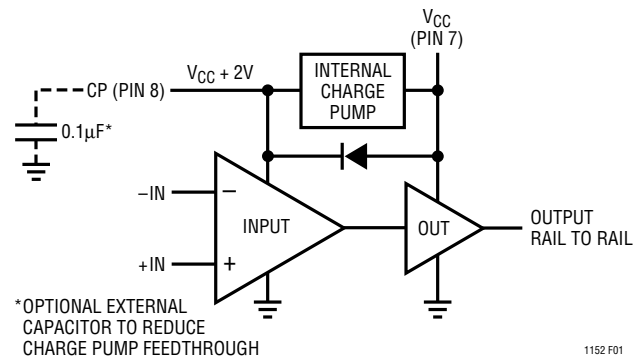 VCC
(PIN 7)
VCC + 2V
INTERNAL
CHARGE
PUMP
CP (PIN 8)
0.1µF*
–IN
–
INPUT
OUT
OUTPUT
RAIL TO RAIL
+IN
+
*OPTIONAL EXTERNAL
CAPACITOR TO REDUCE
CHARGE PUMP FEEDTHROUGH
1152 F01